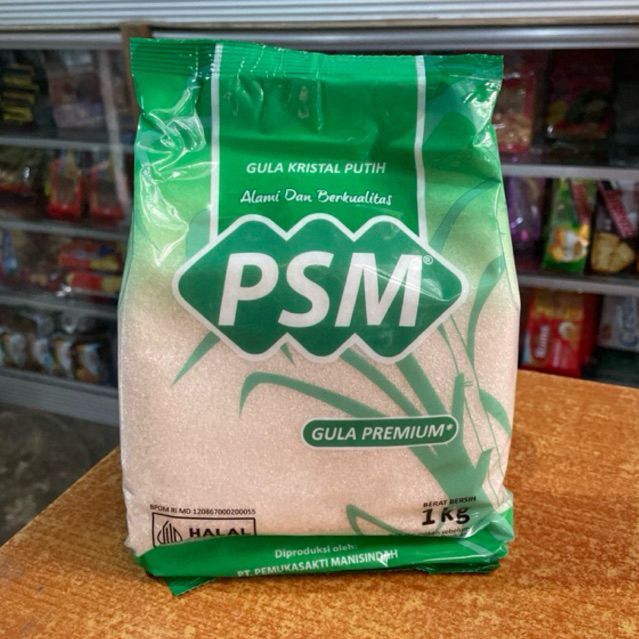 GULA KRISTAL PUTIH
Alami Dan Berkualitas
PSM®
GULA PREMIUM*
BPOM RI MD 120867000200055
HALAL
BERAT BERSIH
1 kg
Diproduksi oleh:
PT. PEMUKASAKTI MANISINDAH